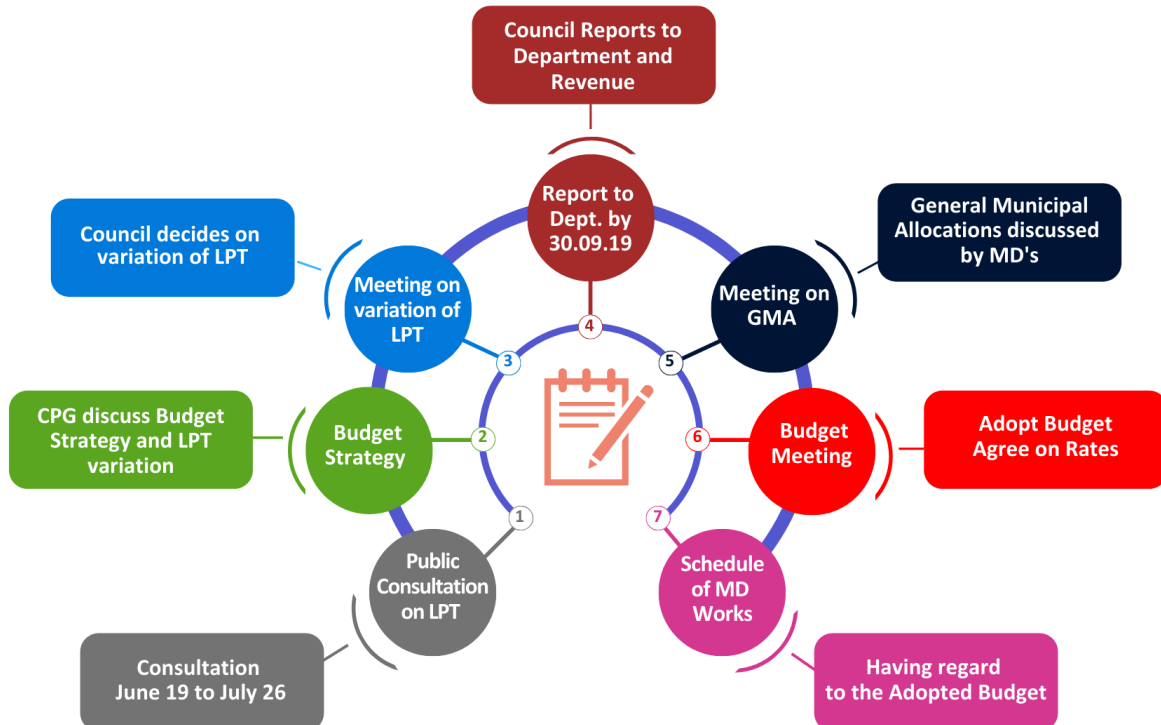 Council Reports to
Department and
Revenue
Report to
Dept. by
30.09.19
4
Council decides on
variation of LPT
Meeting on
variation of
LPT
3
General Municipal
Allocations discussed
by MD's
Meeting on
GMA
5
CPG discuss Budget
Strategy and LPT
variation
Budget
Strategy
2
Adopt Budget
Agree on Rates
Budget
Meeting
6
Consultation
June 19 to July 26
Public
Consultation
on LPT
1
Having regard
to the Adopted Budget
Schedule
of MD
Works
7